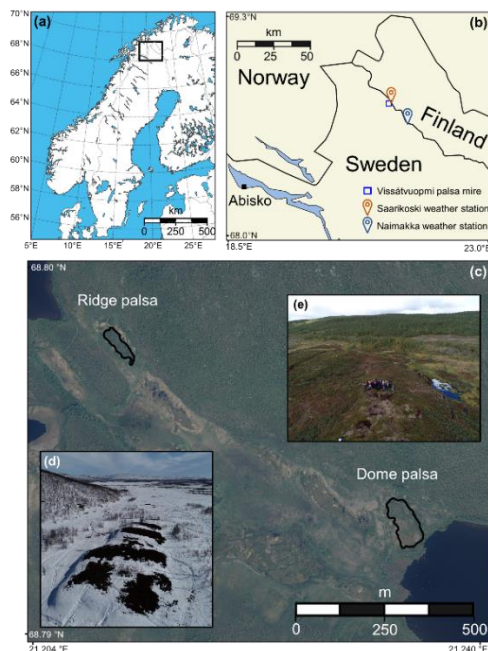 (a)
70°N
68°N
66°N
64°N
62°N
60°N
58°N
56°N
km
0 250 500
5°E 10°E 15°E 20°E 25°E
69.3°N
(b)
km
0 25 50
Norway
Finland
Sweden
Abisko
Vissátvuopmi palsa mire
Saarikoski weather station
Naimakka weather station
68.0°N
18.5°E 23.0°E
68.80 °N
(c)
Ridge palsa
(e)
(d)
Dome palsa
m
0 250 500
68.79 °N
21.204 °E 21.240 °E